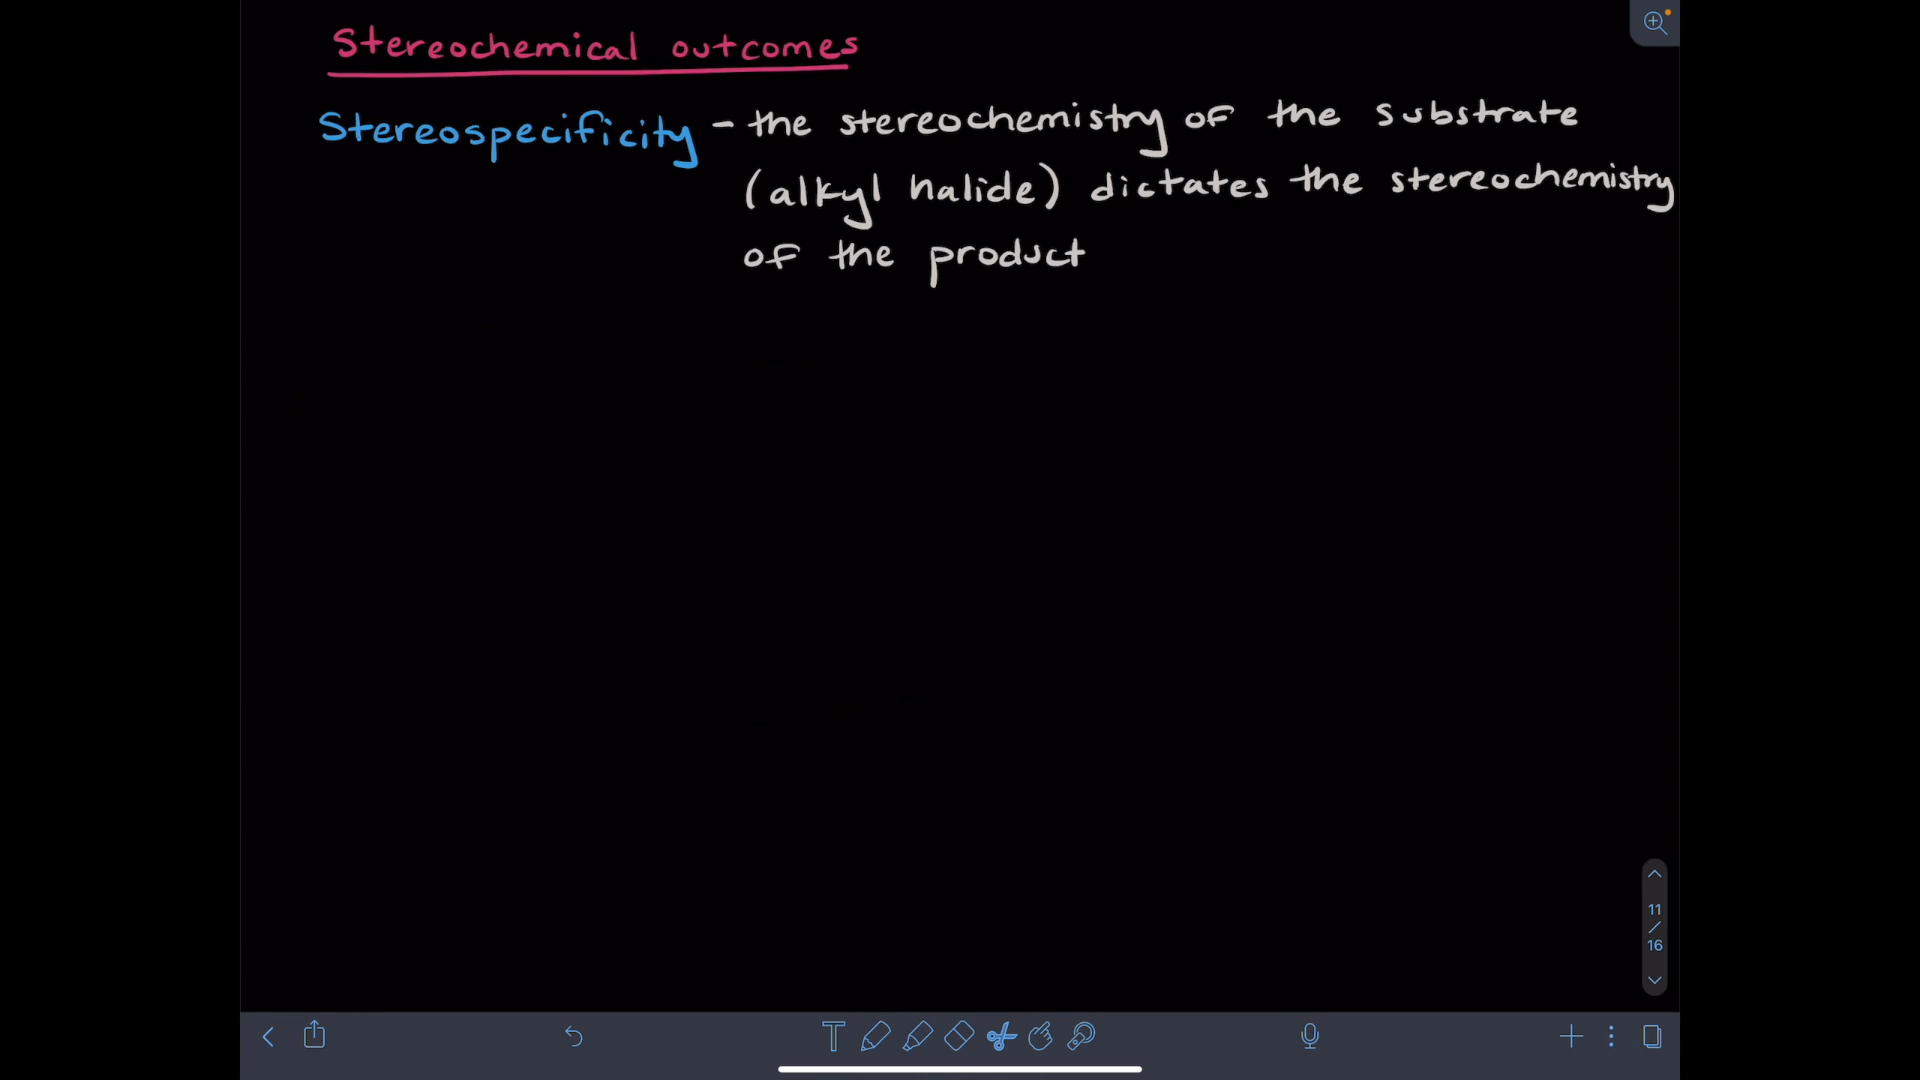 Stereochemical outcomes
Stereospecificity - the stereochemistry of the substrate
(alkyl halide) dictates the stereochemistry
of the product
11
/
16
T